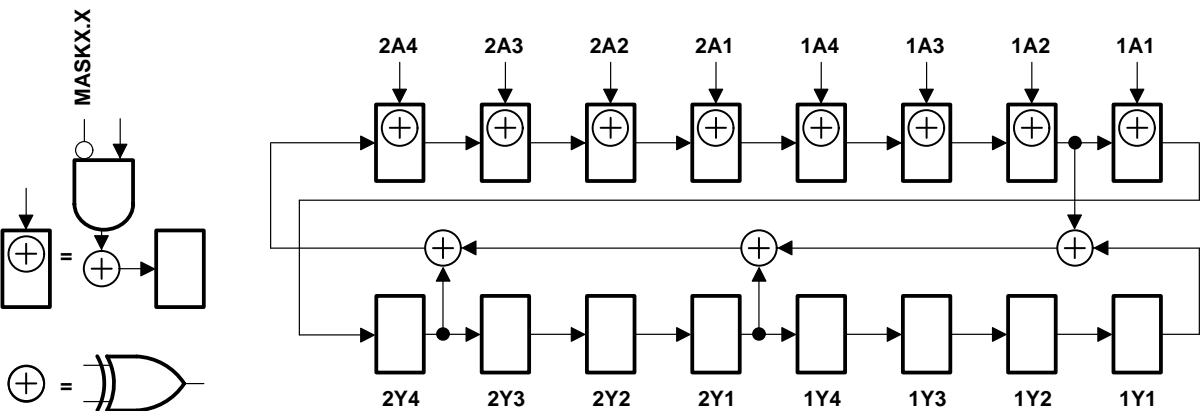 MASKX.X
2A4 2A3 2A2 2A1 1A4 1A3 1A2 1A1
=
=
2Y4 2Y3 2Y2 2Y1 1Y4 1Y3 1Y2 1Y1